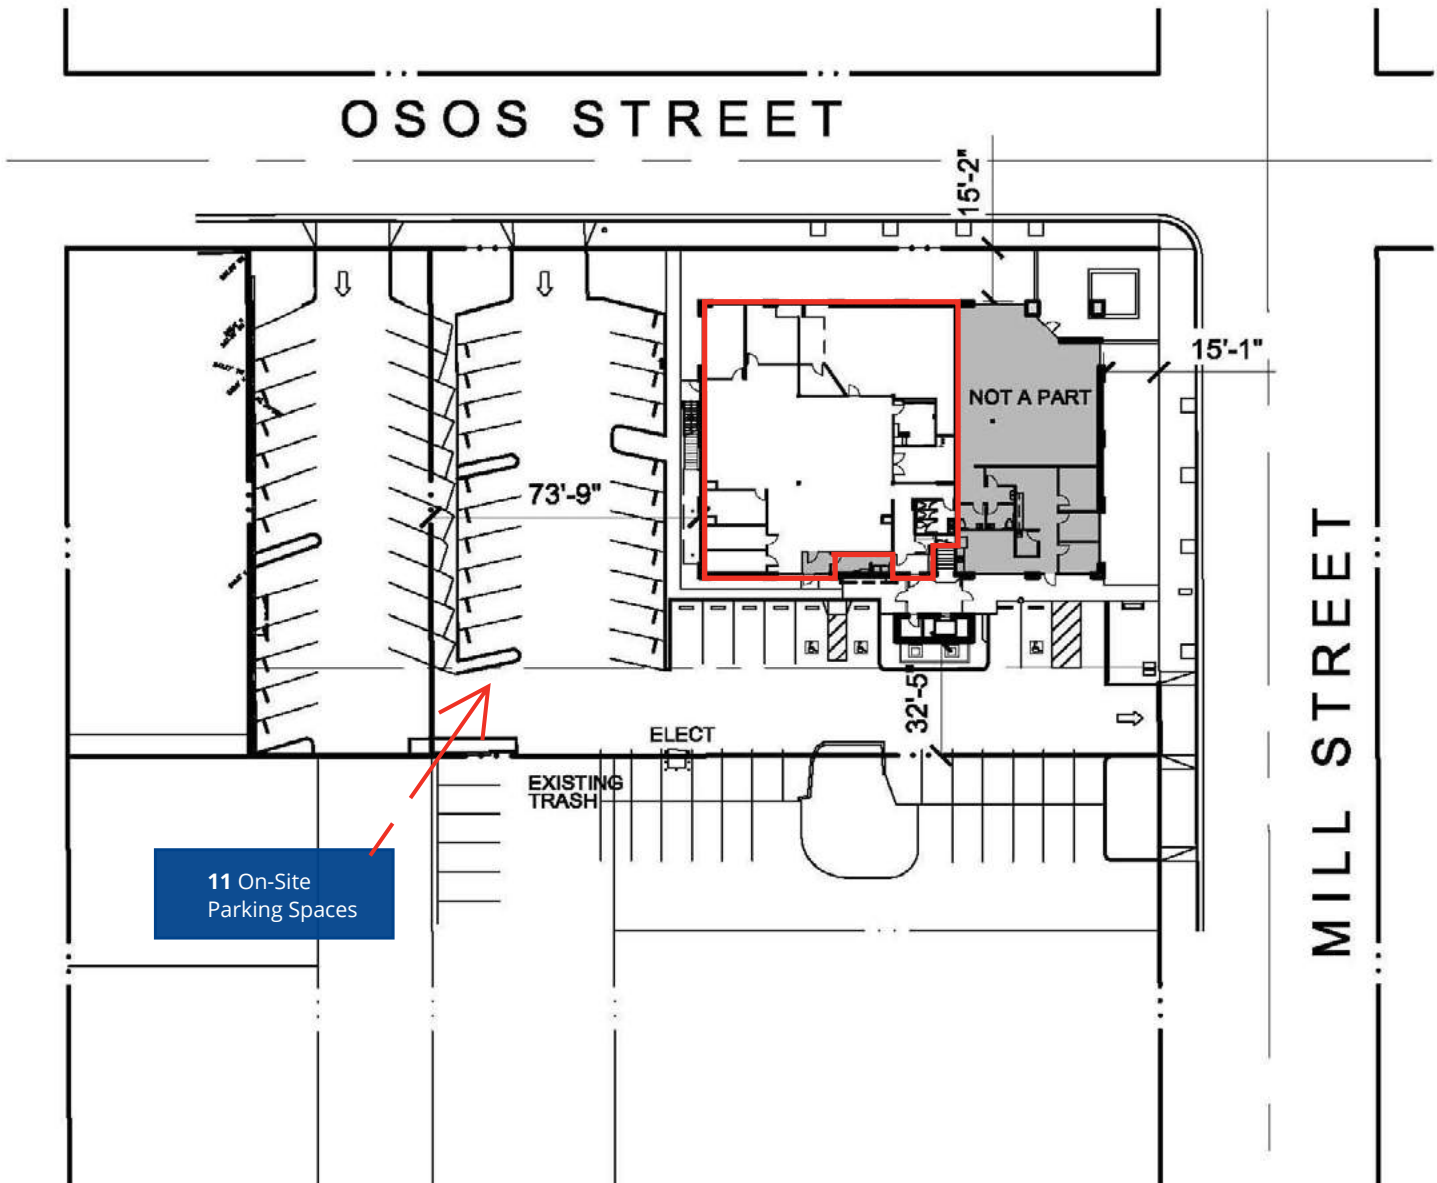 OSOS STREET
15'-2"
15'-1"
NOT A PART
73'-9"
MILL STREET
32'-5
ELECT
EXISTING
TRASH
11 On-Site
Parking Spaces